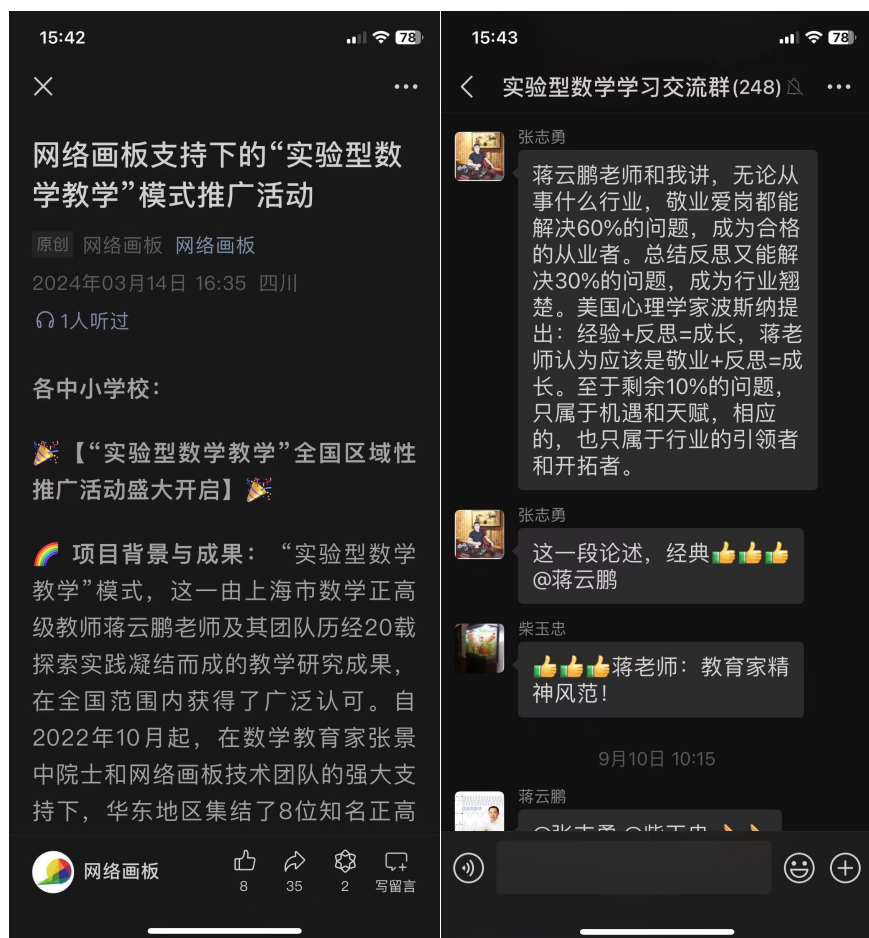 15:42
78
网络画板支持下的“实验型数
学教学”模式推广活动
原创 网络画板 网络画板
2024年03月14日 16:35 四川
1人听过
各中小学校：
🎉【“实验型数学教学”全国区域性
推广活动盛大开启】🎉
🌈 项目背景与成果：“实验型数学
教学”模式，这一由上海市数学正高
级教师蒋云鹏老师及其团队历经20载
探索实践凝结而成的教学研究成果，
在全国范围内获得了广泛认可。自
2022年10月起，在数学教育家张景
中院士和网络画板技术团队的强大支
持下，华东地区集结了8位知名正高
网络画板
8
35
2
写留言
15:43
78
实验型数学学习交流群(248)
张志勇
蒋云鹏老师和我讲，无论从
事什么行业，敬业爱岗都能
解决60%的问题，成为合格
的从业者。总结反思又能解
决30%的问题，成为行业翘
楚。美国心理学家波斯纳提
出：经验+反思=成长，蒋老
师认为应该是敬业+反思=成
长。至于剩余10%的问题，
只属于机遇和天赋，相应
的，也只属于行业的引领者
和开拓者。
张志勇
这一段论述，经典👍👍👍
@蒋云鹏
柴玉忠
👍👍👍蒋老师：教育家精
神风范！
9月10日 10:15
蒋云鹏
@张志勇 @柴玉忠